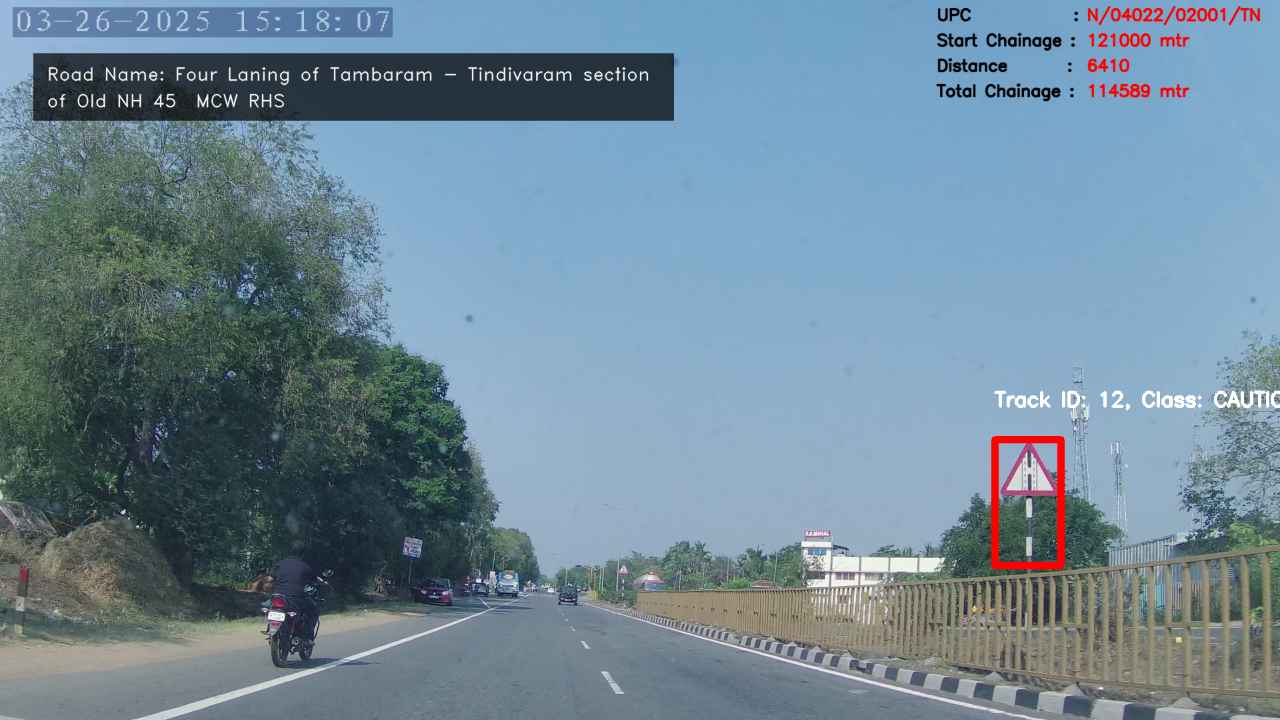 03-26-2025 15:18:07
UPC : N/04022/02001/TN
Start Chainage : 121000 mtr
Distance : 6410
Total Chainage : 114589 mtr
Road Name: Four Laning of Tambaram - Tindivaram section
of Old NH 45 MCW RHS
Track ID: 12, Class: CAUTIO